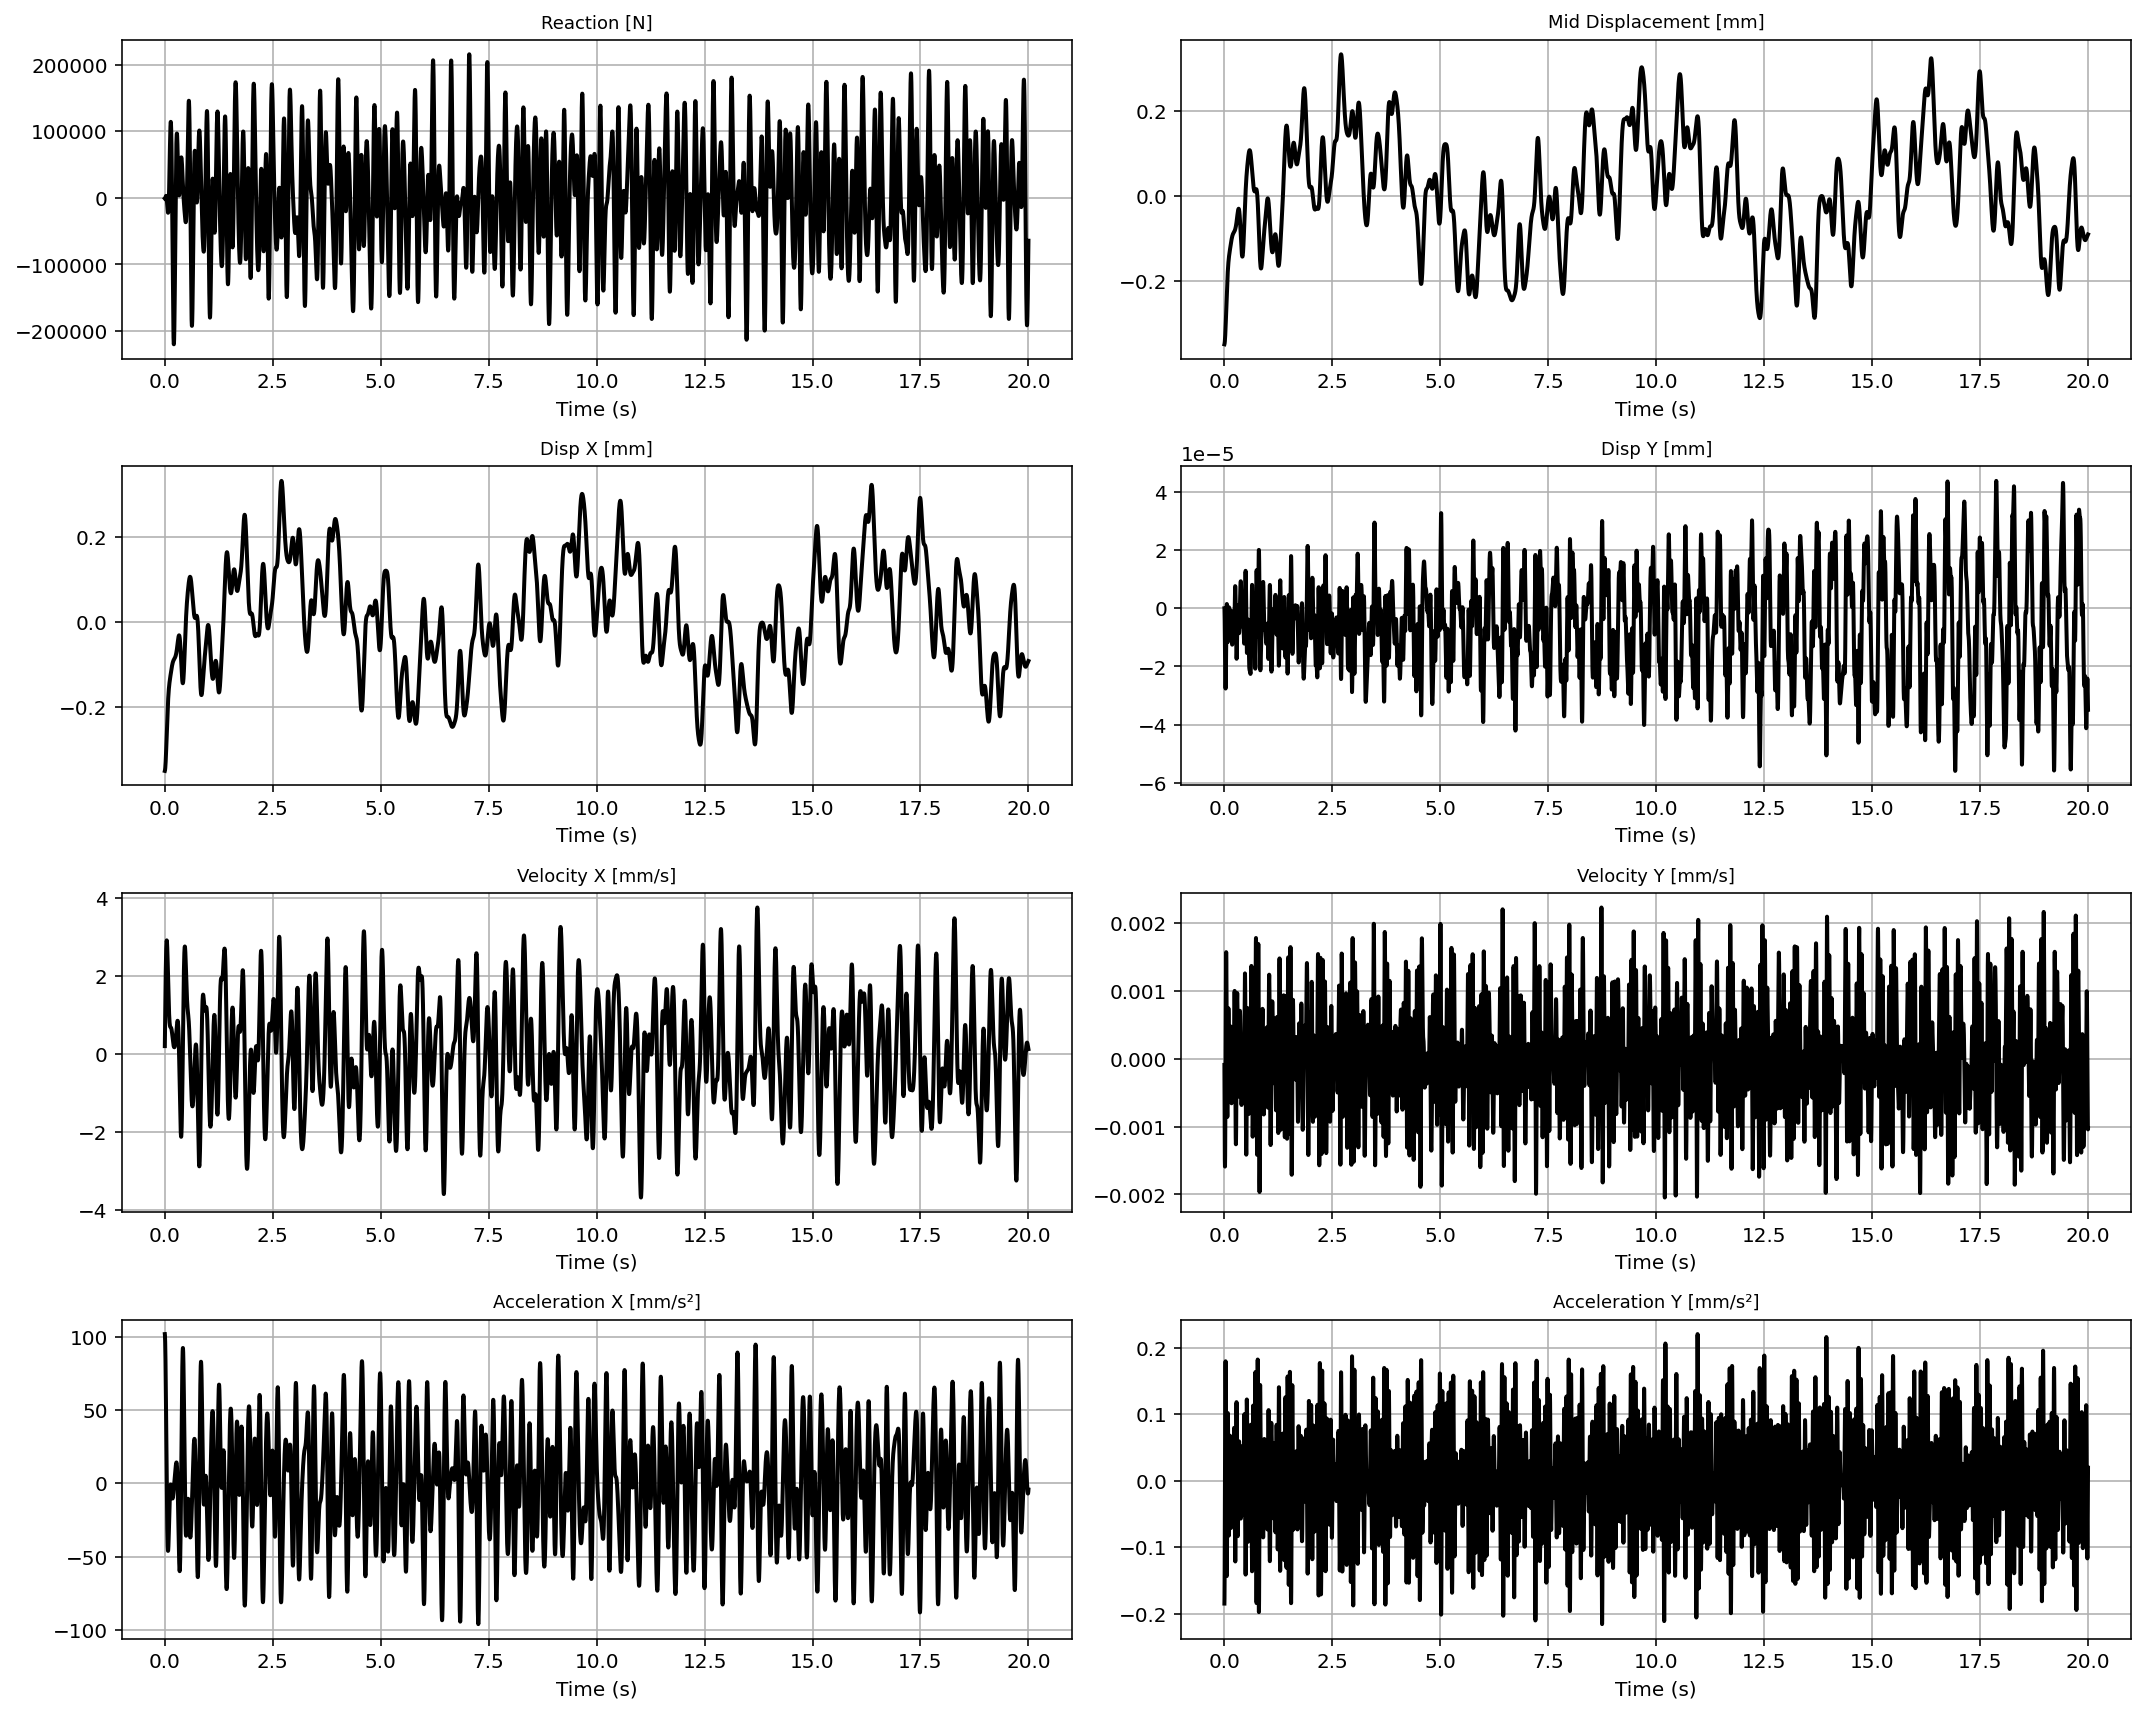 Reaction [N]
200000
100000
0
−100000
−200000
0.0 2.5 5.0 7.5 10.0 12.5 15.0 17.5 20.0
Time (s)
Mid Displacement [mm]
0.2
0.0
−0.2
0.0 2.5 5.0 7.5 10.0 12.5 15.0 17.5 20.0
Time (s)
Disp X [mm]
0.2
0.0
−0.2
0.0 2.5 5.0 7.5 10.0 12.5 15.0 17.5 20.0
Time (s)
Disp Y [mm]
1e−5
4
2
0
−2
−4
−6
0.0 2.5 5.0 7.5 10.0 12.5 15.0 17.5 20.0
Time (s)
Velocity X [mm/s]
4
2
0
−2
−4
0.0 2.5 5.0 7.5 10.0 12.5 15.0 17.5 20.0
Time (s)
Velocity Y [mm/s]
0.002
0.001
0.000
−0.001
−0.002
0.0 2.5 5.0 7.5 10.0 12.5 15.0 17.5 20.0
Time (s)
Acceleration X [mm/s²]
100
50
0
−50
−100
0.0 2.5 5.0 7.5 10.0 12.5 15.0 17.5 20.0
Time (s)
Acceleration Y [mm/s²]
0.2
0.1
0.0
−0.1
−0.2
0.0 2.5 5.0 7.5 10.0 12.5 15.0 17.5 20.0
Time (s)